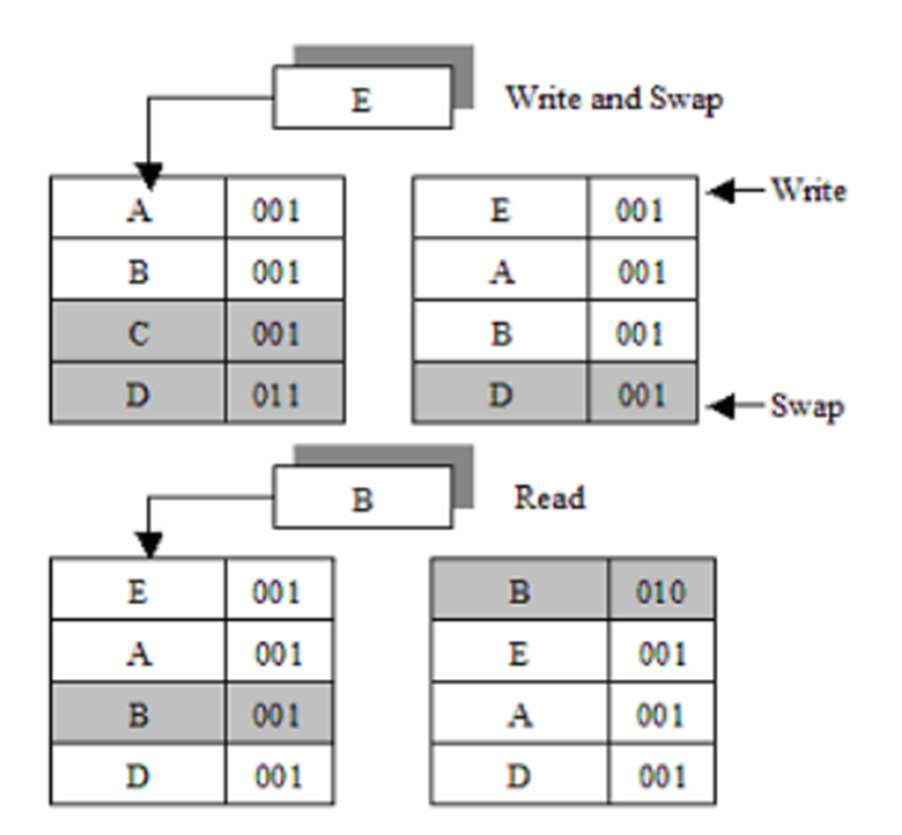 E Write and Swap
A 001 E 001 Write
B 001 A 001
C 001 B 001
D 011 D 001 Swap
B Read
E 001 B 010
A 001 E 001
B 001 A 001
D 001 D 001